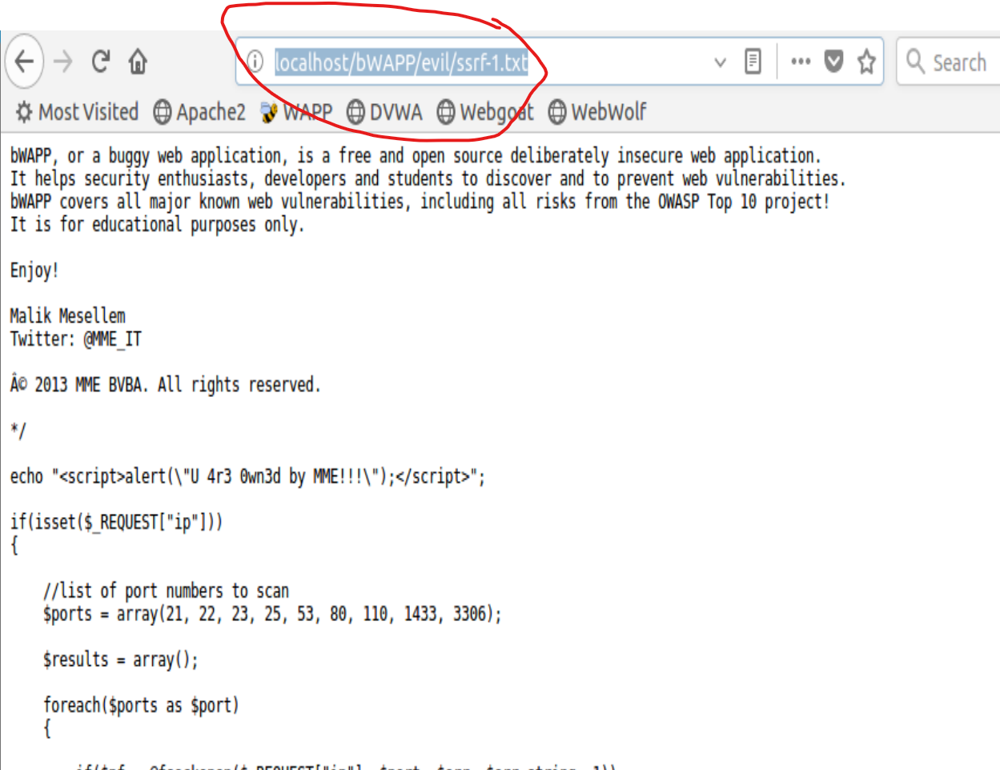 localhost/bWAPP/evil/ssrf-1.txt
Search
Most Visited Apache2 WAPP DVWA Webgoat WebWolf
bWAPP, or a buggy web application, is a free and open source deliberately insecure web application.
It helps security enthusiasts, developers and students to discover and to prevent web vulnerabilities.
bWAPP covers all major known web vulnerabilities, including all risks from the OWASP Top 10 project!
It is for educational purposes only.
Enjoy!
Malik Mesellem
Twitter: @MME_IT
Â© 2013 MME BVBA. All rights reserved.
*/
echo "<script>alert(\"U 4r3 0wn3d by MME!!!\");</script>";
if(isset($_REQUEST["ip"]))
{
//list of port numbers to scan
$ports = array(21, 22, 23, 25, 53, 80, 110, 1433, 3306);
$results = array();
foreach($ports as $port)
{